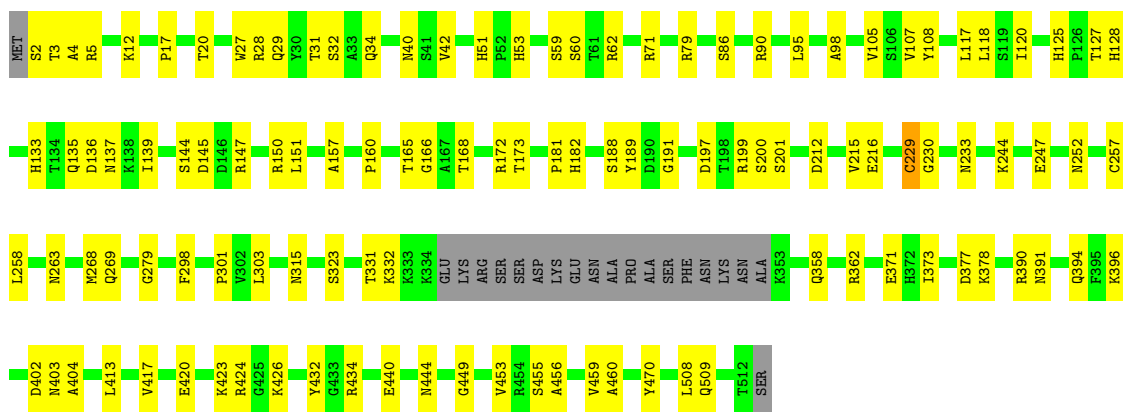 MET S2 T3 A4 R5 K12 P17 T20 W27 R28 Q29 Y30 T31 S32 A33 Q34 N40 S41 V42 H51 P52 H53 S59 S60 T61 R62 R71 R79 S86 R90 L95 A98 V105 S106 V107 Y108 L117 L118 S119 I120 H125 P126 T127 H128
H133 T134 Q135 D136 N137 K138 I139 S144 D145 D146 R147 R150 L151 A157 P160 T165 G166 A167 T168 R172 T173 P181 H182 S188 Y189 D190 G191 D197 T198 R199 S200 S201 D212 V215 E216 C229 G230 N233 K244 E247 N252 C257
L258 N263 M268 Q269 G279 F298 P301 V302 L303 N315 S323 T331 K332 K333 K334 GLU LYS ARG SER SER ASP LYS GLU ASN ALA PRO ALA SER PHE ASN LYS ASN ALA K353 Q358 R362 E371 H372 I373 D377 K378 R390 N391 Q394 F395 K396
D402 N403 A404 L413 V417 E420 K423 R424 G425 K426 Y432 G433 R434 E440 N444 G449 V453 R454 S455 A456 V459 A460 Y470 L508 Q509 T512 SER